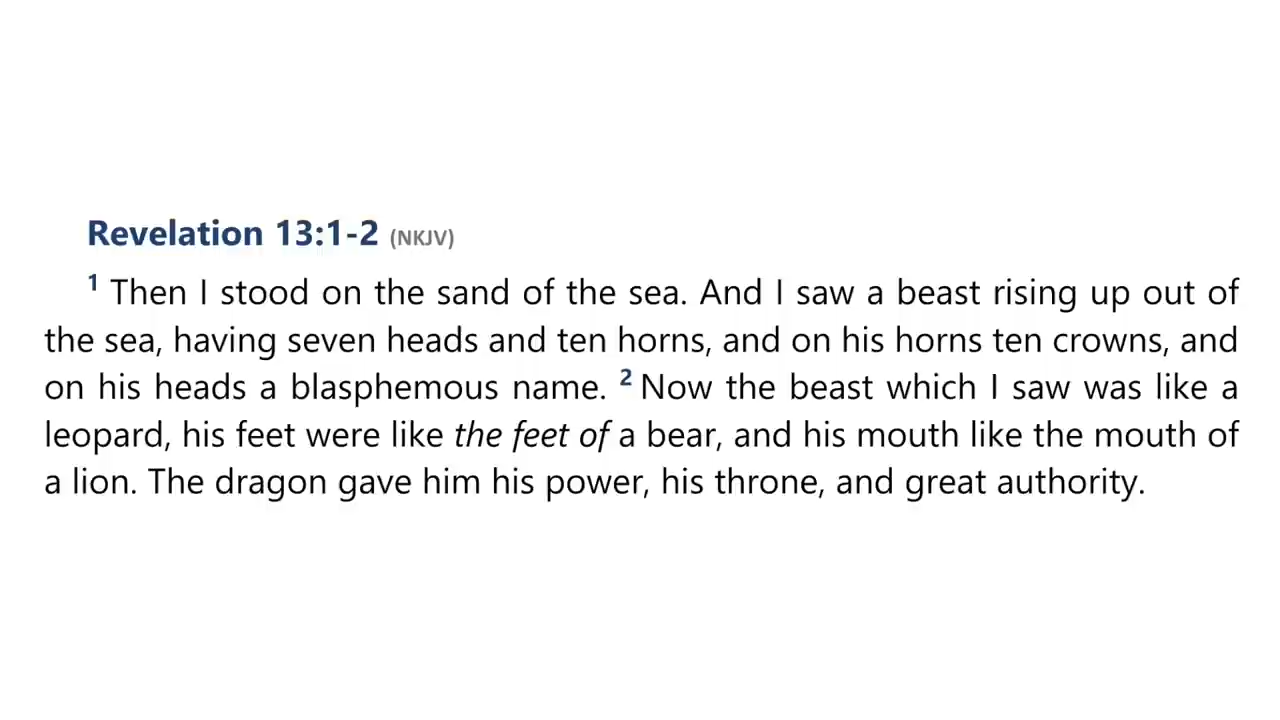 Revelation 13:1-2 (NKJV)
1 Then I stood on the sand of the sea. And I saw a beast rising up out of
the sea, having seven heads and ten horns, and on his horns ten crowns, and
on his heads a blasphemous name. 2 Now the beast which I saw was like a
leopard, his feet were like the feet of a bear, and his mouth like the mouth of
a lion. The dragon gave him his power, his throne, and great authority.